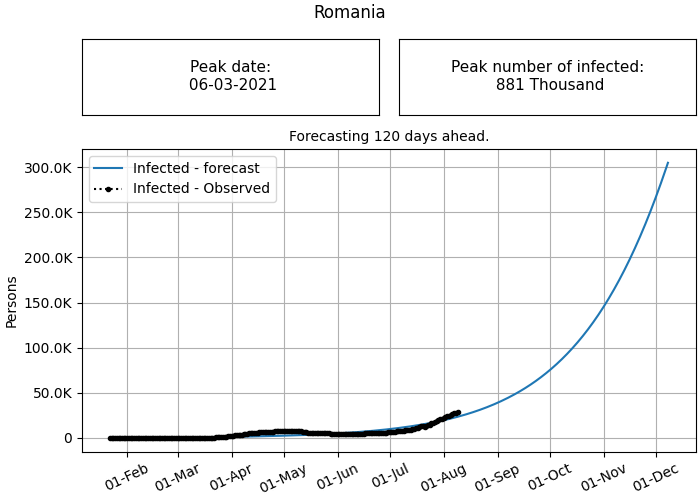 Romania
Peak date:
06-03-2021
Peak number of infected:
881 Thousand
Forecasting 120 days ahead.
Infected - forecast
Infected - Observed
Persons
300.0K
250.0K
200.0K
150.0K
100.0K
50.0K
0
01-Feb
01-Mar
01-Apr
01-May
01-Jun
01-Jul
01-Aug
01-Sep
01-Oct
01-Nov
01-Dec